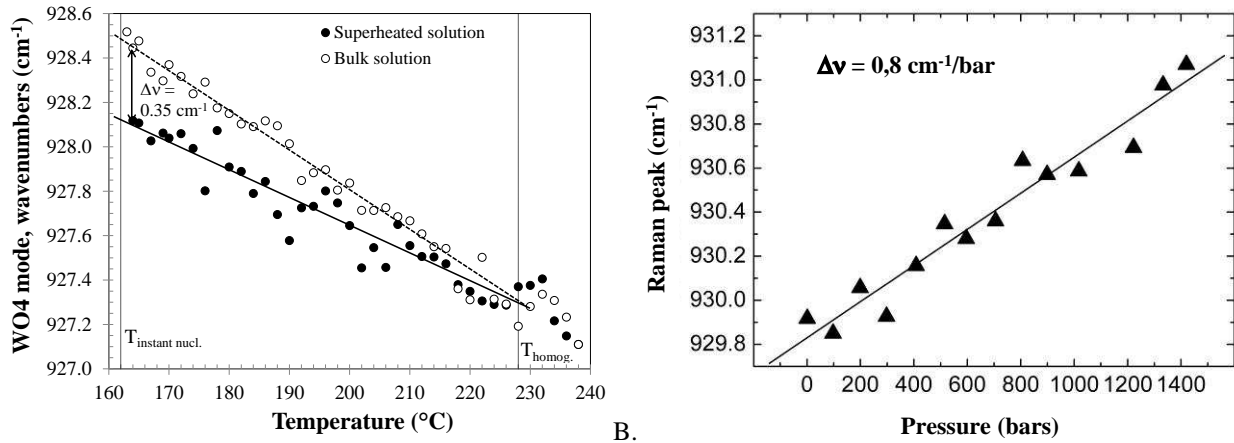 928.6
928.4
928.2
928.0
927.8
927.6
927.4
927.2
927.0
WO4 mode, wavenumbers (cm-1)
● Superheated solution
○ Bulk solution
Δν =
0.35 cm-1
Tinstant nucl.
Thomog.
160 170 180 190 200 210 220 230 240
Temperature (°C)
B.
931.2
931.0
930.8
930.6
930.4
930.2
930.0
929.8
Raman peak (cm-1)
Δν = 0,8 cm-1/bar
0 200 400 600 800 1000 1200 1400
Pressure (bars)